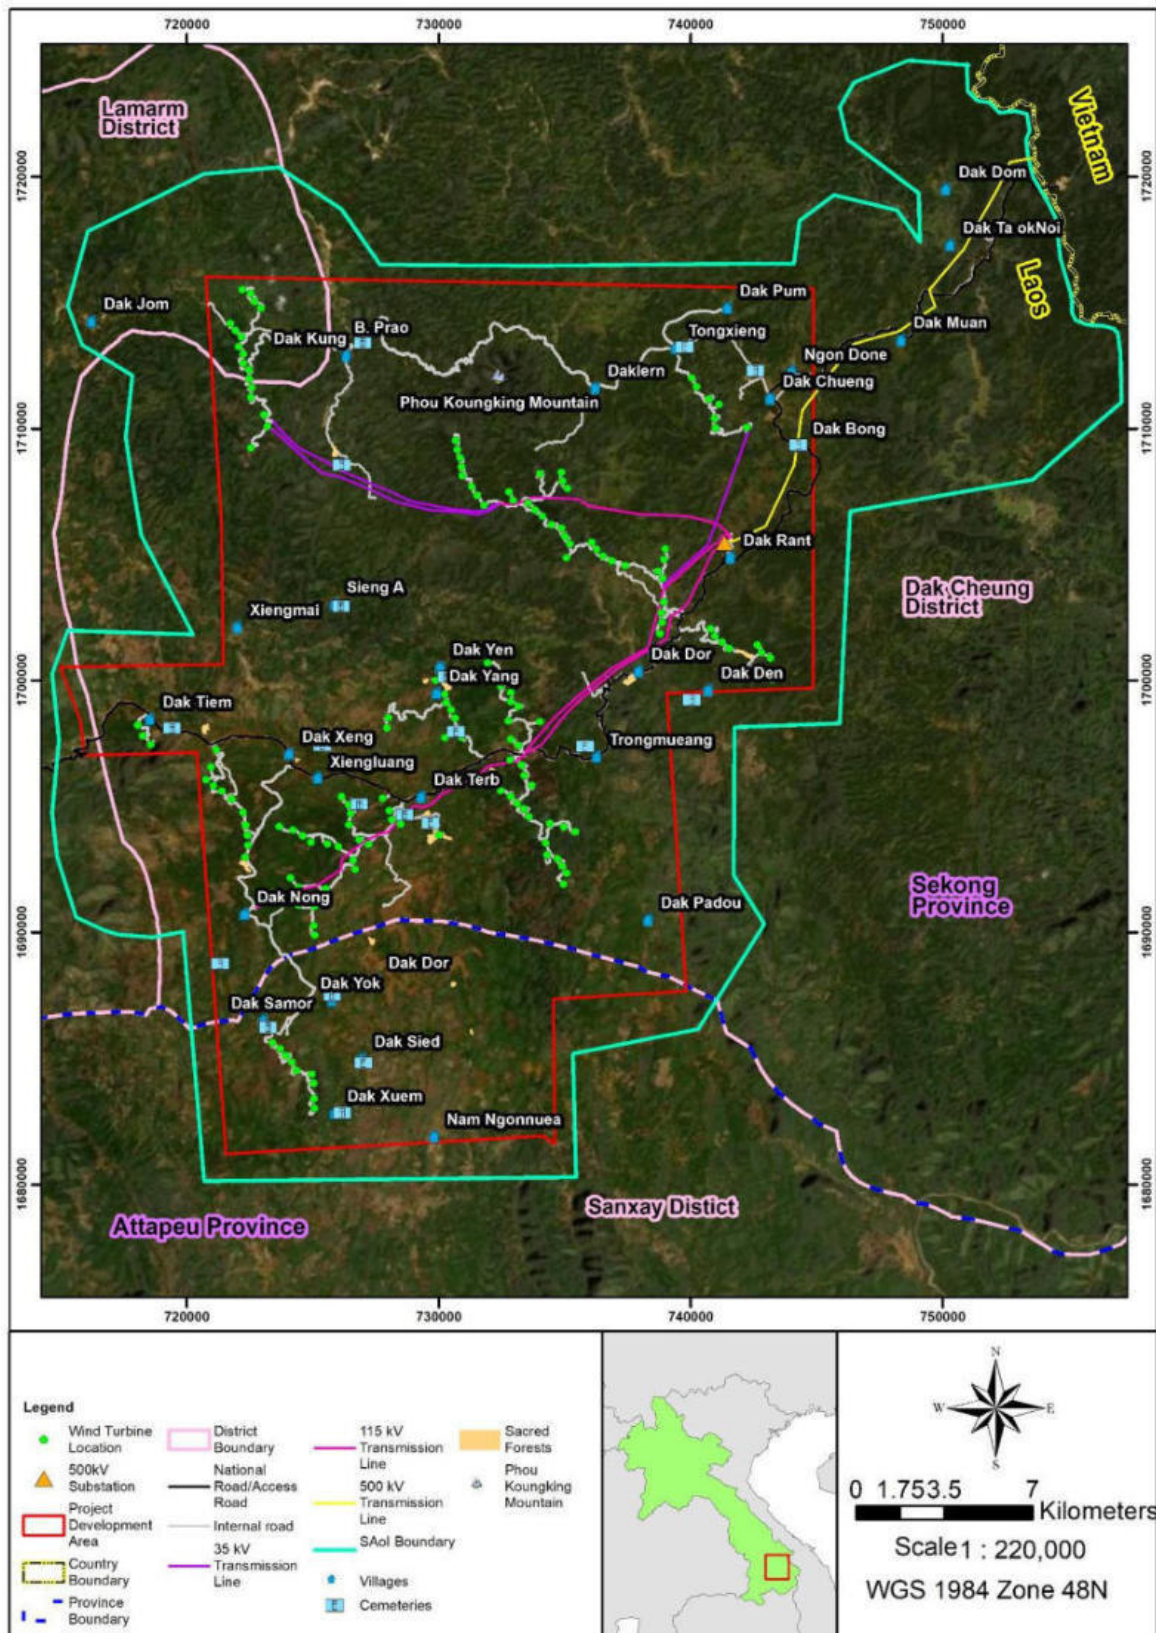 720000
730000
740000
750000
Lamarm
District
Vietnam
1720000
1720000
Dak Dom
Dak Ta okNoi
Laos
Dak Jom
Dak Pum
Dak Kung
B. Prao
Tongxieng
Dak Muan
Daklern
Ngon Done
Phou Koungking Mountain
Dak Chueng
1710000
1710000
Dak Bong
Dak Rant
Sieng A
Xiengmai
Dak Cheung
District
Dak Yen
Dak Dor
Dak Yang
Dak Den
1700000
1700000
Dak Tiem
Dak Xeng
Trongmueang
Xiengluang
Dak Terb
Dak Nong
Dak Padou
Sekong
Province
1690000
1690000
Dak Dor
Dak Yok
Dak Samor
Dak Sied
Dak Xuem
Nam Ngonnuea
1680000
1680000
Attapeu Province
Sanxay Distict
720000
730000
740000
750000
Legend
Wind Turbine
Location
500kV
Substation
Project
Development
Area
Country
Boundary
Province
Boundary
District
Boundary
National
Road/Access
Road
Internal road
35 kV
Transmission
Line
115 kV
Transmission
Line
500 kV
Transmission
Line
SAoI Boundary
Villages
Cemeteries
Sacred
Forests
Phou
Koungking
Mountain
N
W
E
S
0 1.75 3.5 7
Kilometers
Scale 1 : 220,000
WGS 1984 Zone 48N